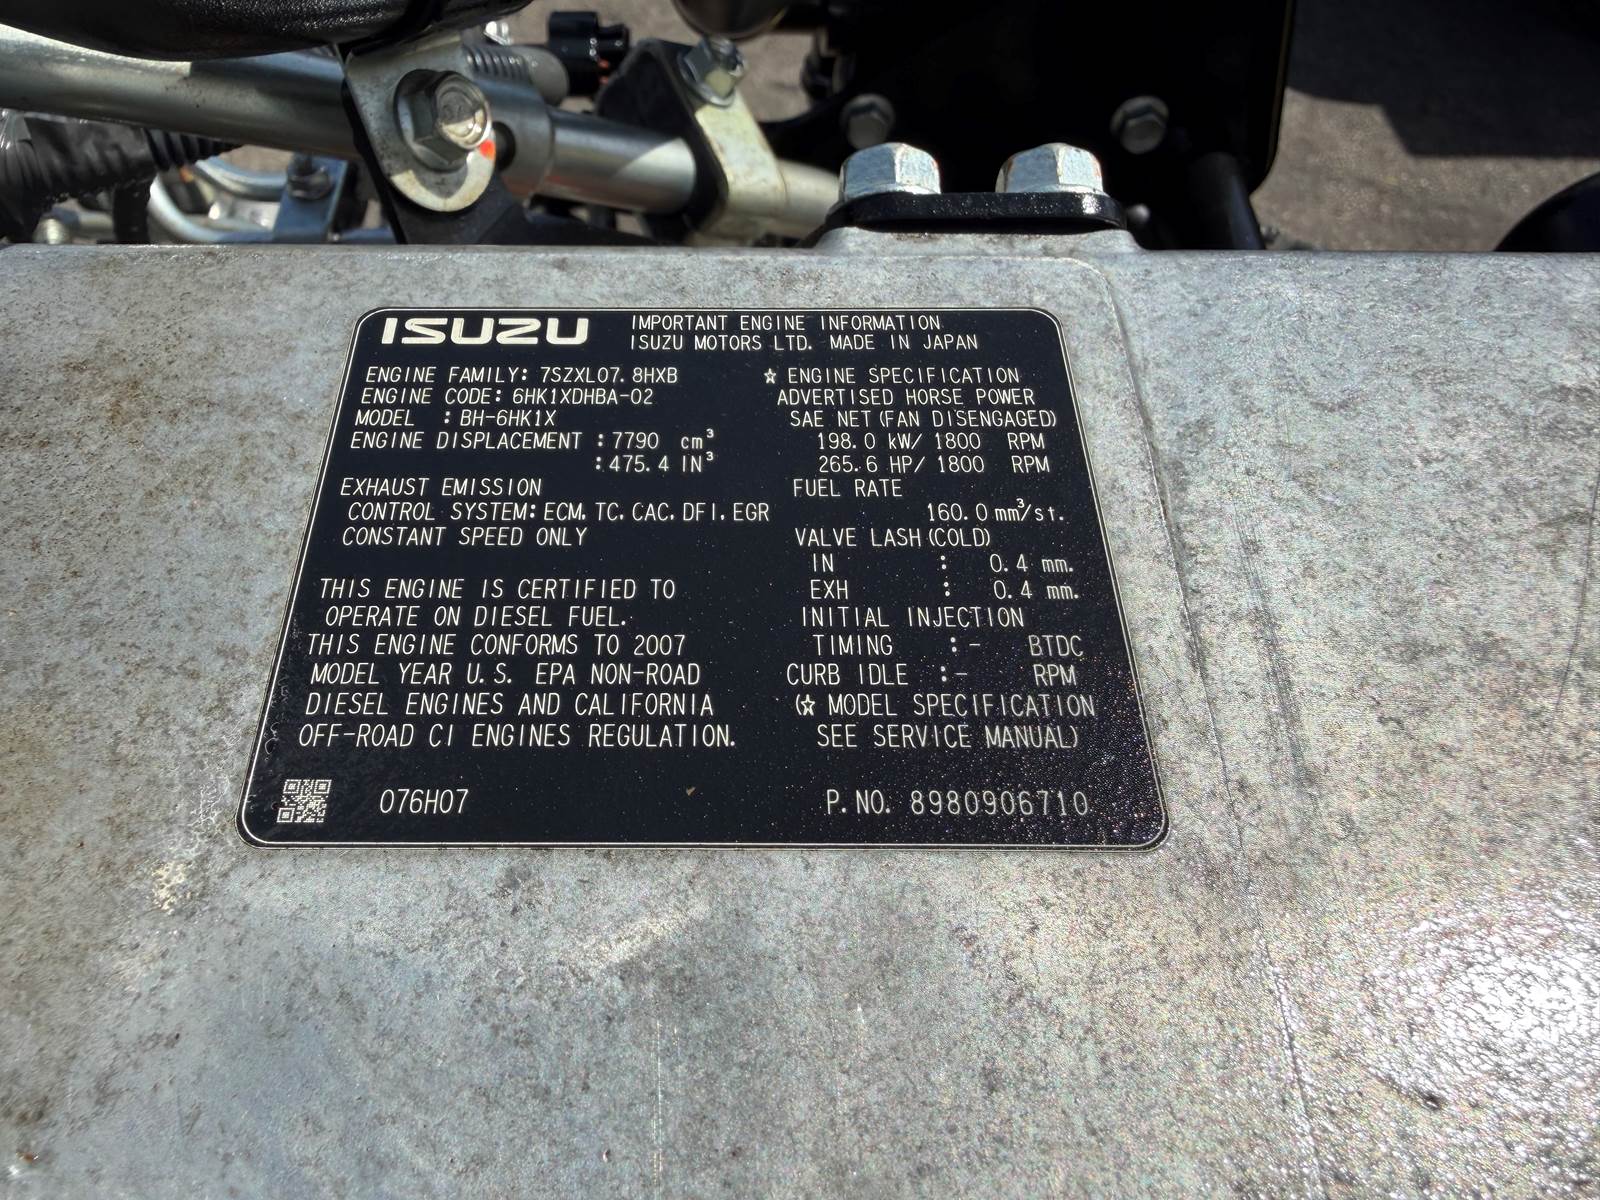 ISUZU
IMPORTANT ENGINE INFORMATION
ISUZU MOTORS LTD. MADE IN JAPAN
ENGINE FAMILY: 7SZXL07.8HXB
ENGINE CODE: 6HK1XDHBA-02
MODEL : BH-6HK1X
ENGINE DISPLACEMENT : 7790 cm³
: 475.4 IN³
EXHAUST EMISSION
CONTROL SYSTEM: ECM. TC. CAC. DFI. EGR
CONSTANT SPEED ONLY
THIS ENGINE IS CERTIFIED TO
OPERATE ON DIESEL FUEL.
THIS ENGINE CONFORMS TO 2007
MODEL YEAR U.S. EPA NON-ROAD
DIESEL ENGINES AND CALIFORNIA
OFF-ROAD CI ENGINES REGULATION.
076H07
☆ ENGINE SPECIFICATION
ADVERTISED HORSE POWER
SAE NET (FAN DISENGAGED)
198.0 kW/ 1800 RPM
265.6 HP/ 1800 RPM
FUEL RATE
160.0 mm³/st.
VALVE LASH (COLD)
IN : 0.4 mm.
EXH : 0.4 mm.
INITIAL INJECTION
TIMING : - BTDC
CURB IDLE : - RPM
(☆ MODEL SPECIFICATION
SEE SERVICE MANUAL)
P. NO. 8980906710